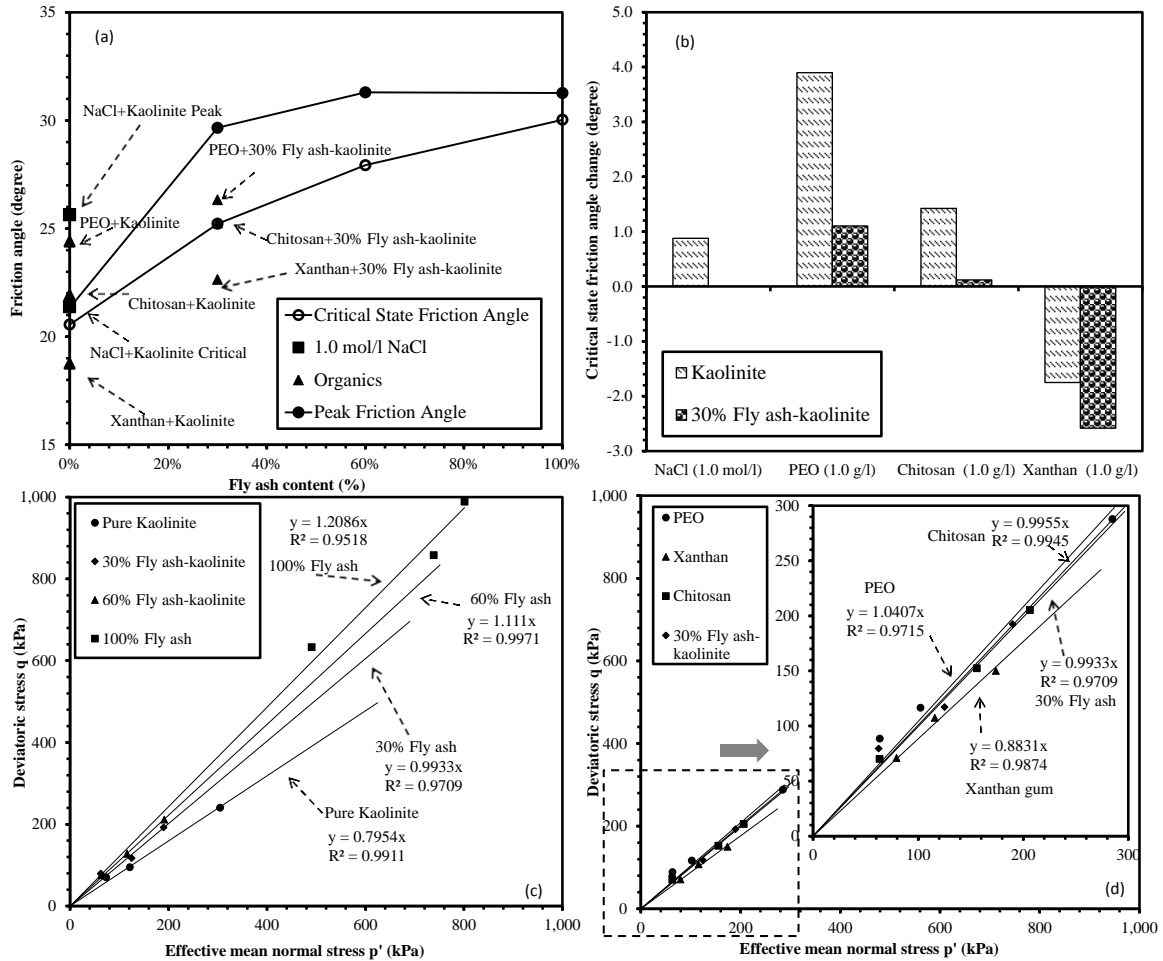 (a)
Friction angle (degree)
35
30
25
20
15
NaCl+Kaolinite Peak
PEO+30% Fly ash-kaolinite
PEO+Kaolinite
Chitosan+30% Fly ash-kaolinite
Xanthan+30% Fly ash-kaolinite
Chitosan+Kaolinite
NaCl+Kaolinite Critical
Xanthan+Kaolinite
Critical State Friction Angle
1.0 mol/l NaCl
Organics
Peak Friction Angle
0% 20% 40% 60% 80% 100%
Fly ash content (%)
(b)
Critical state friction angle change (degree)
5.0
4.0
3.0
2.0
1.0
0.0
-1.0
-2.0
-3.0
Kaolinite
30% Fly ash-kaolinite
NaCl (1.0 mol/l) PEO (1.0 g/l) Chitosan (1.0 g/l) Xanthan (1.0 g/l)
Deviatoric stress q (kPa)
1,000
800
600
400
200
0
Pure Kaolinite
30% Fly ash-kaolinite
60% Fly ash-kaolinite
100% Fly ash
y = 1.2086x
R² = 0.9518
100% Fly ash
60% Fly ash
y = 1.111x
R² = 0.9971
30% Fly ash
y = 0.9933x
R² = 0.9709
Pure Kaolinite
y = 0.7954x
R² = 0.9911
(c)
0 200 400 600 800 1,000
Effective mean normal stress p' (kPa)
Deviatoric stress q (kPa)
1,000
800
600
400
200
0
PEO
Xanthan
Chitosan
30% Fly ash-
kaolinite
300
250
200
150
100
50
0
Chitosan
y = 0.9955x
R² = 0.9945
PEO
y = 1.0407x
R² = 0.9715
y = 0.9933x
R² = 0.9709
30% Fly ash
y = 0.8831x
R² = 0.9874
Xanthan gum
0 100 200 300
(d)
0 200 400 600 800 1,000
Effective mean normal stress p' (kPa)